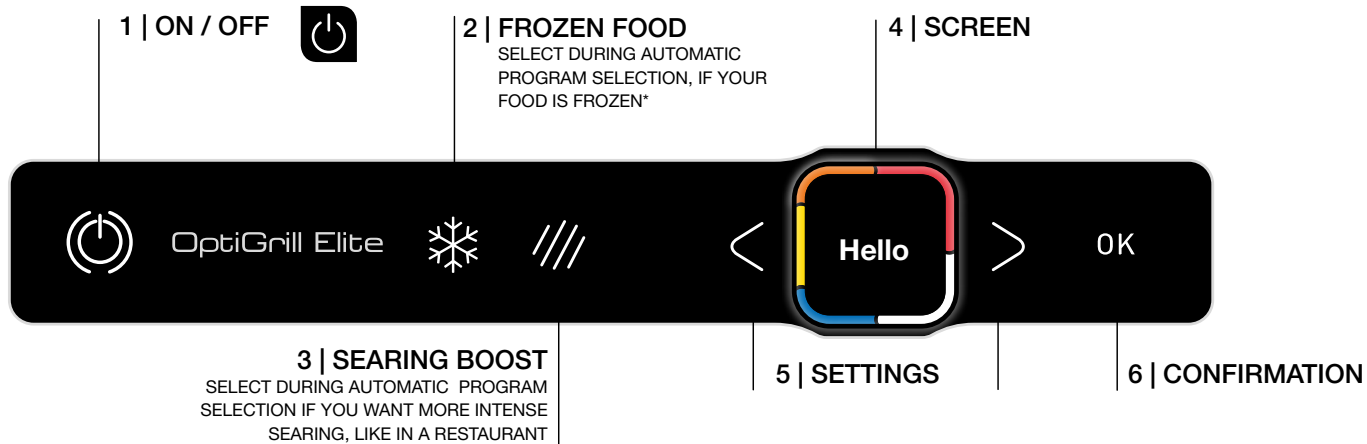 1 | ON / OFF
2 | FROZEN FOOD
SELECT DURING AUTOMATIC
PROGRAM SELECTION, IF YOUR
FOOD IS FROZEN*
4 | SCREEN
OptiGrill Elite
Hello
OK
3 | SEARING BOOST
SELECT DURING AUTOMATIC PROGRAM
SELECTION IF YOU WANT MORE INTENSE
SEARING, LIKE IN A RESTAURANT
5 | SETTINGS
6 | CONFIRMATION